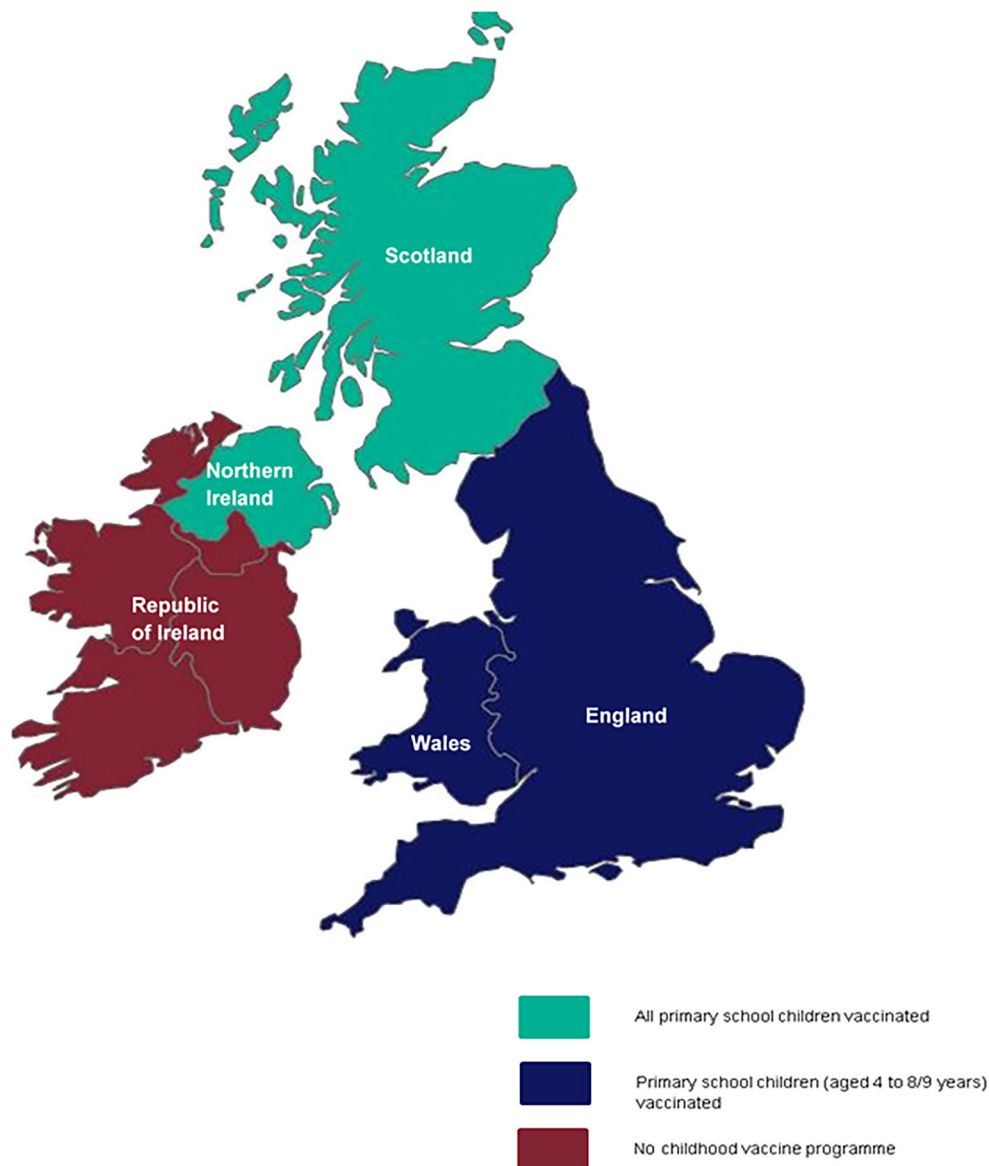 Scotland
Northern
Ireland
Republic
of Ireland
England
Wales
All primary school children vaccinated
Primary school children (aged 4 to 8/9 years)
vaccinated
No childhood vaccine programme